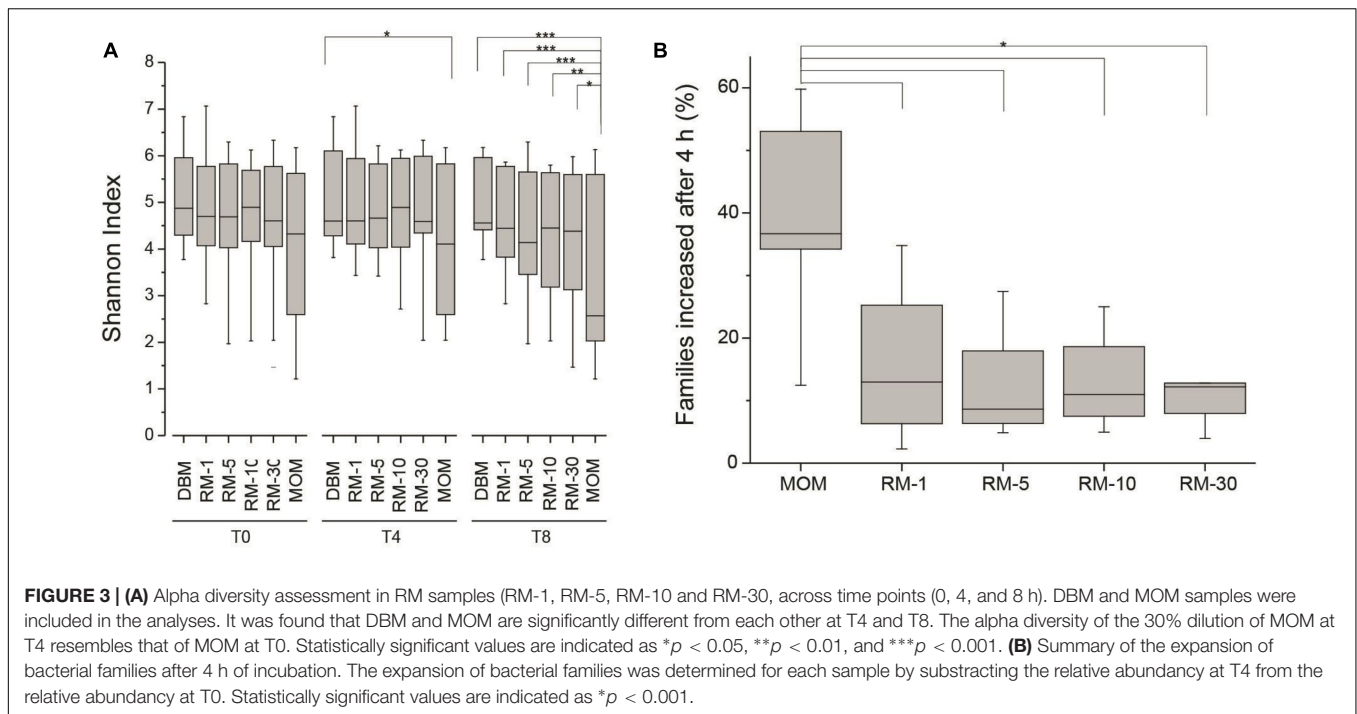 A
8
7
6
5
4
3
2
1
0
Shannon Index
*
***
***
***
**
*
DBM
RM-1
RM-5
RM-1C
RM-3C
MOM
DBM
RM-1
RM-5
RM-10
RM-30
MOM
DBM
RM-1
RM-5
RM-10
RM-30
MOM
T0
T4
T8
B
60
40
20
0
Families increased after 4 h (%)
*
MOM
RM-1
RM-5
RM-10
RM-30
FIGURE 3 | (A) Alpha diversity assessment in RM samples (RM-1, RM-5, RM-10 and RM-30, across time points (0, 4, and 8 h). DBM and MOM samples were
included in the analyses. It was found that DBM and MOM are significantly different from each other at T4 and T8. The alpha diversity of the 30% dilution of MOM at
T4 resembles that of MOM at T0. Statistically significant values are indicated as *p < 0.05, **p < 0.01, and ***p < 0.001. (B) Summary of the expansion of
bacterial families after 4 h of incubation. The expansion of bacterial families was determined for each sample by substracting the relative abundancy at T4 from the
relative abundancy at T0. Statistically significant values are indicated as *p < 0.001.